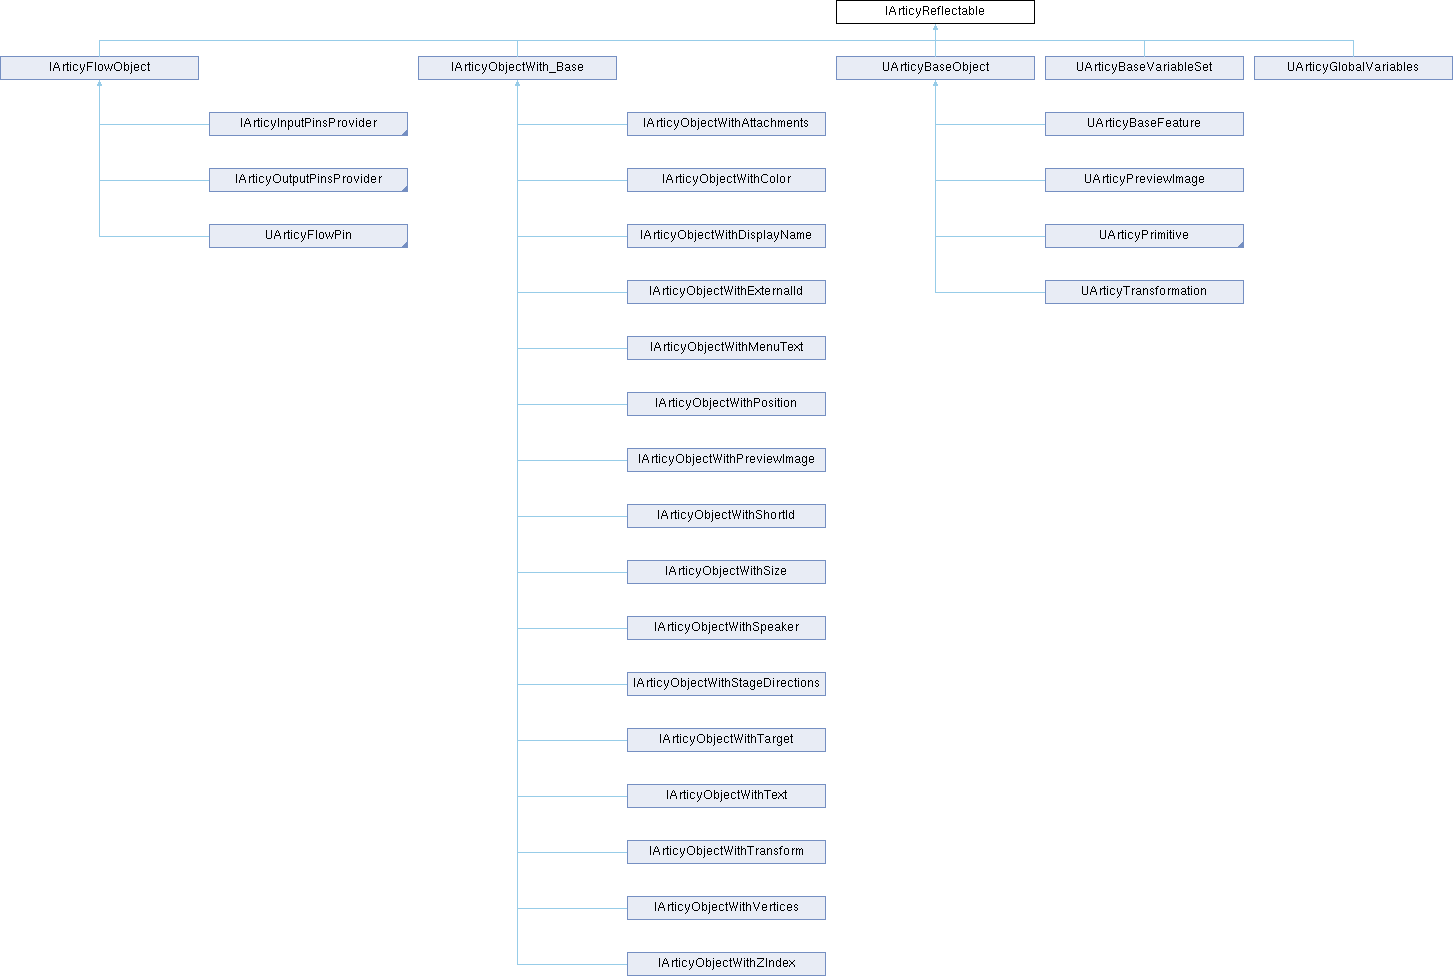 IArticyReflectable
IArticyFlowObject
IArticyObjectWith_Base
UArticyBaseObject
UArticyBaseVariableSet
UArticyGlobalVariables
IArticyInputPinsProvider
IArticyObjectWithAttachments
UArticyBaseFeature
IArticyOutputPinsProvider
IArticyObjectWithColor
UArticyPreviewImage
UArticyFlowPin
IArticyObjectWithDisplayName
UArticyPrimitive
IArticyObjectWithExternalId
UArticyTransformation
IArticyObjectWithMenuText
IArticyObjectWithPosition
IArticyObjectWithPreviewImage
IArticyObjectWithShortId
IArticyObjectWithSize
IArticyObjectWithSpeaker
IArticyObjectWithStageDirections
IArticyObjectWithTarget
IArticyObjectWithText
IArticyObjectWithTransform
IArticyObjectWithVertices
IArticyObjectWithZIndex